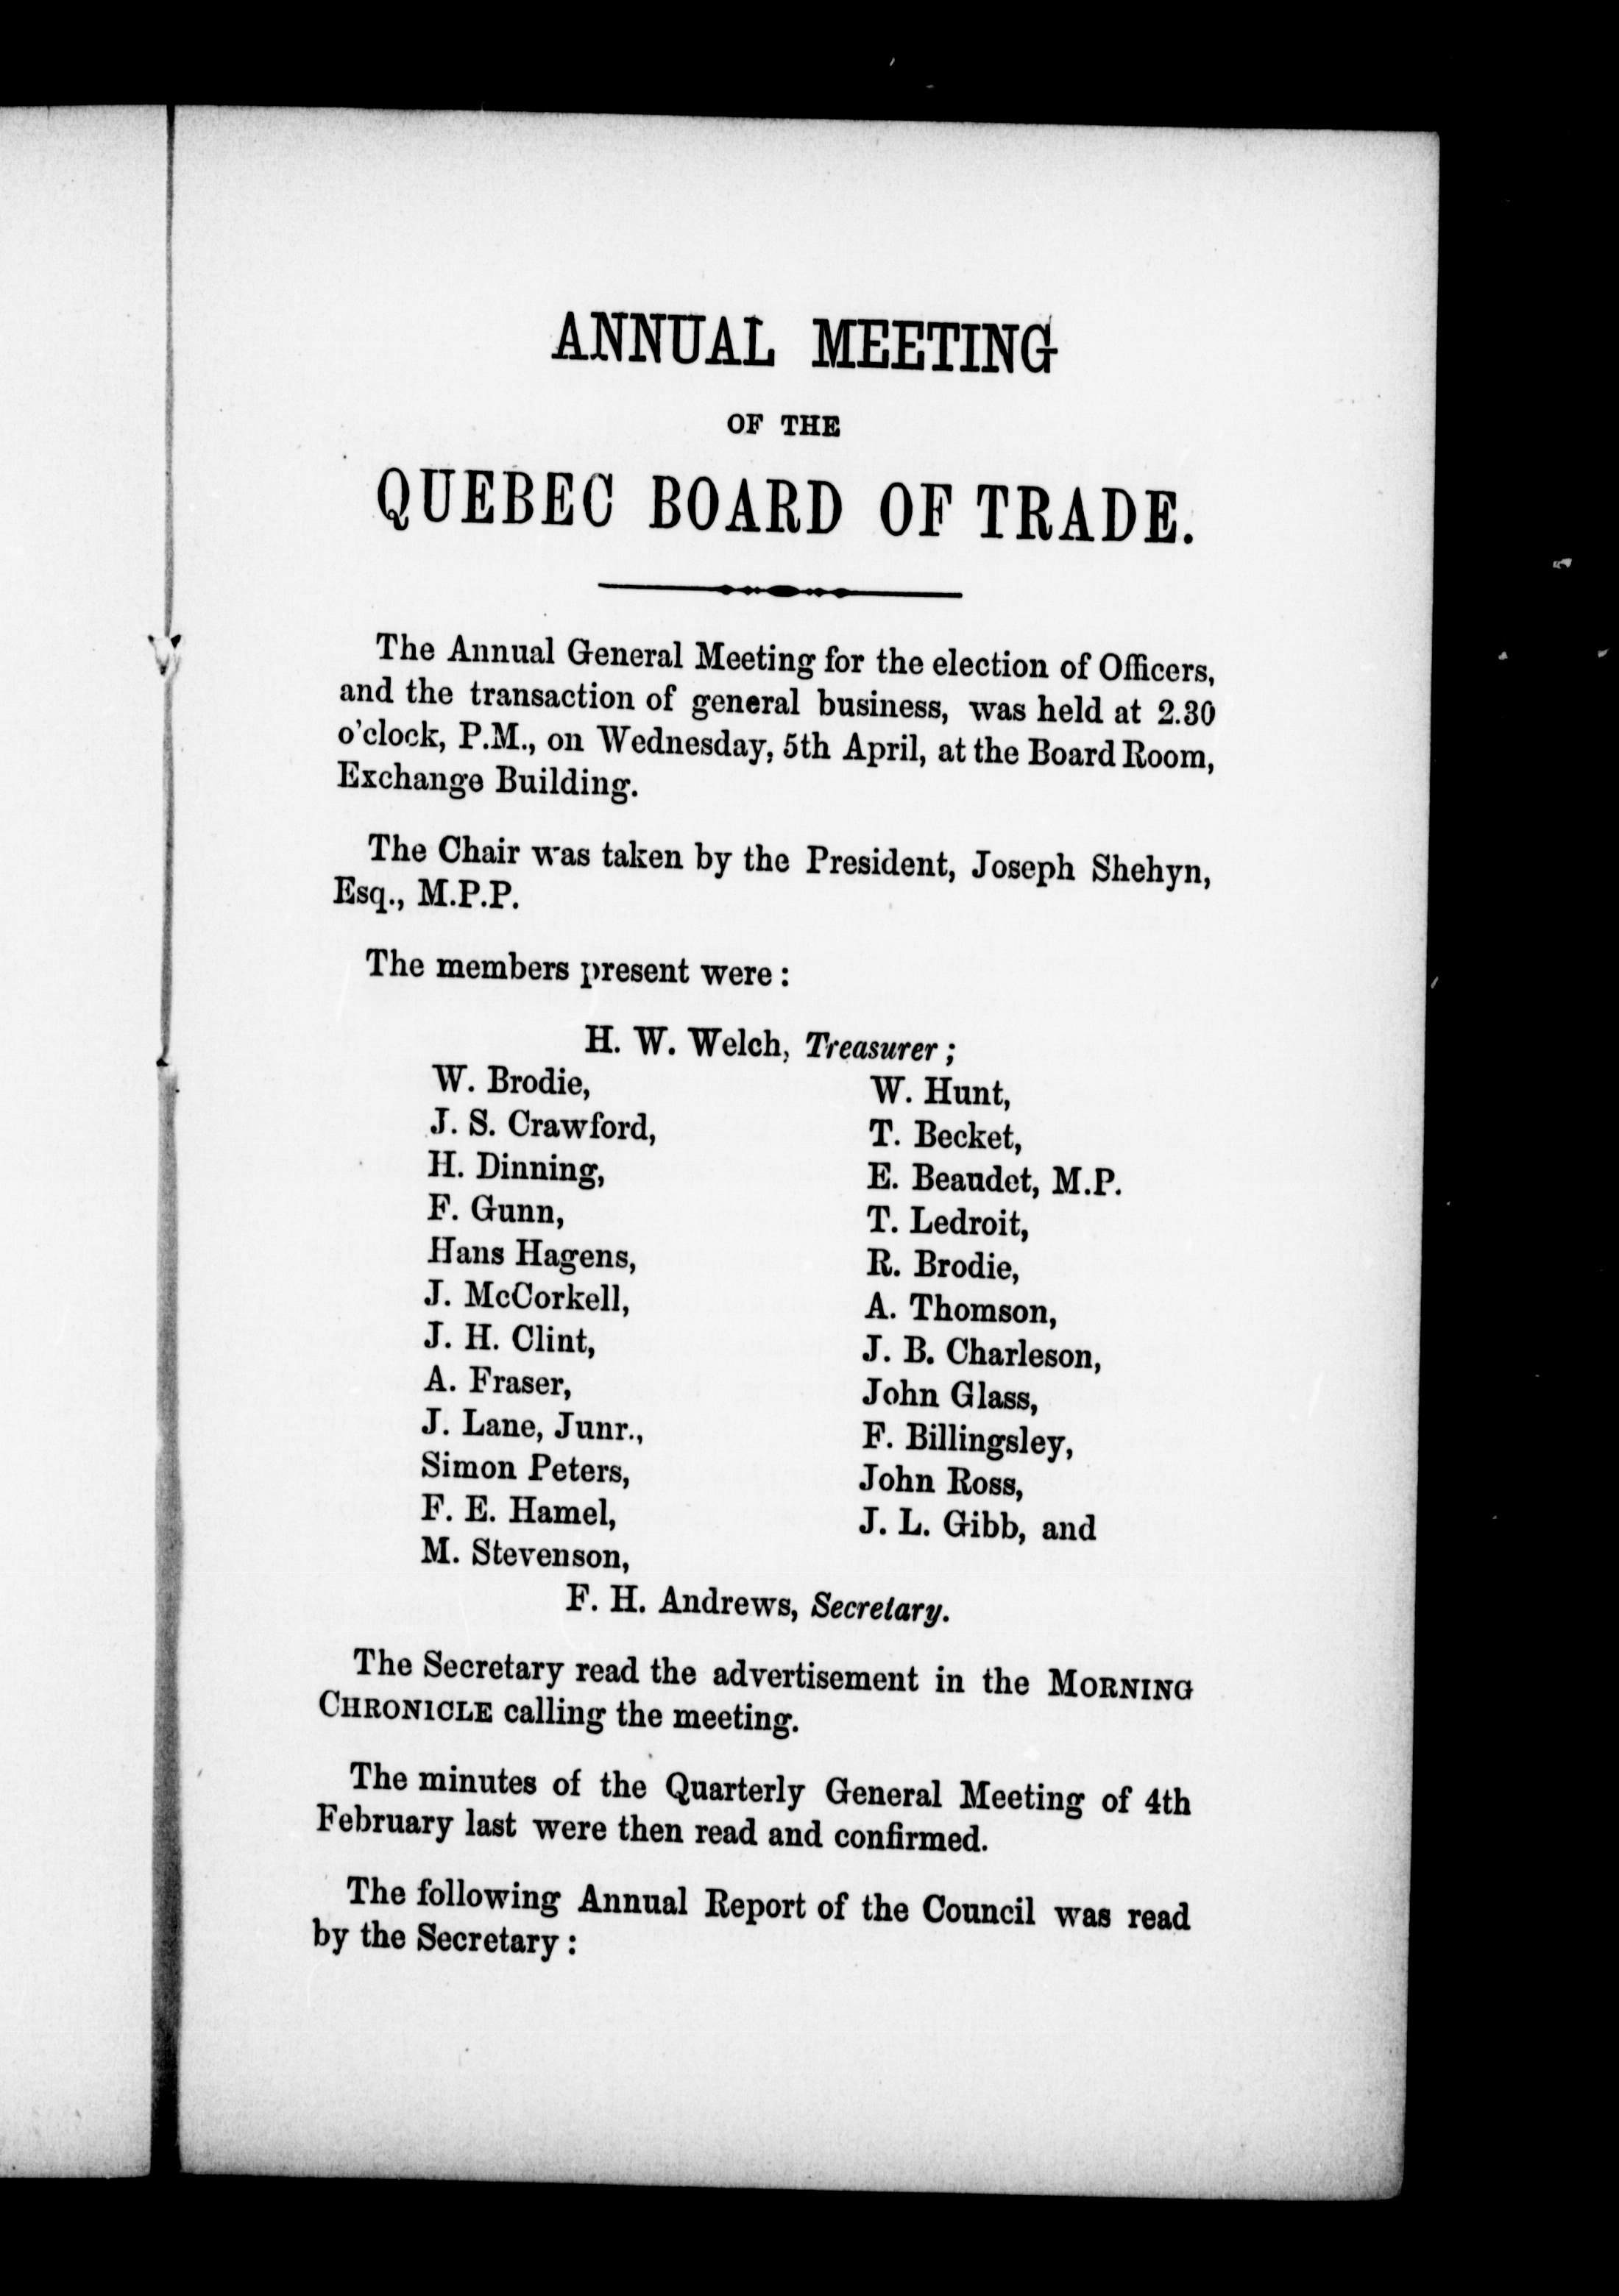 ANNUAL MEETING
OF THE
QUEBEC BOARD OF TRADE.
The Annual General Meeting for the election of Officers,
and the transaction of general business, was held at 2.30
o'clock, P.M., on Wednesday, 5th April, at the Board Room,
Exchange Building.
The Chair was taken by the President, Joseph Shehyn,
Esq., M.P.P.
The members present were:
H. W. Welch, Treasurer;
W. Brodie,
J. S. Crawford,
H. Dinning,
F. Gunn,
Hans Hagens,
J. McCorkell,
J. H. Clint,
A. Fraser,
J. Lane, Junr.,
Simon Peters,
F. E. Hamel,
M. Stevenson,
W. Hunt,
T. Becket,
E. Beaudet, M.P.
T. Ledroit,
R. Brodie,
A. Thomson,
J. B. Charleson,
John Glass,
F. Billingsley,
John Ross,
J. L. Gibb, and
F. H. Andrews, Secretary.
The Secretary read the advertisement in the MORNING
CHRONICLE calling the meeting.
The minutes of the Quarterly General Meeting of 4th
February last were then read and confirmed.
The following Annual Report of the Council was read
by the Secretary: